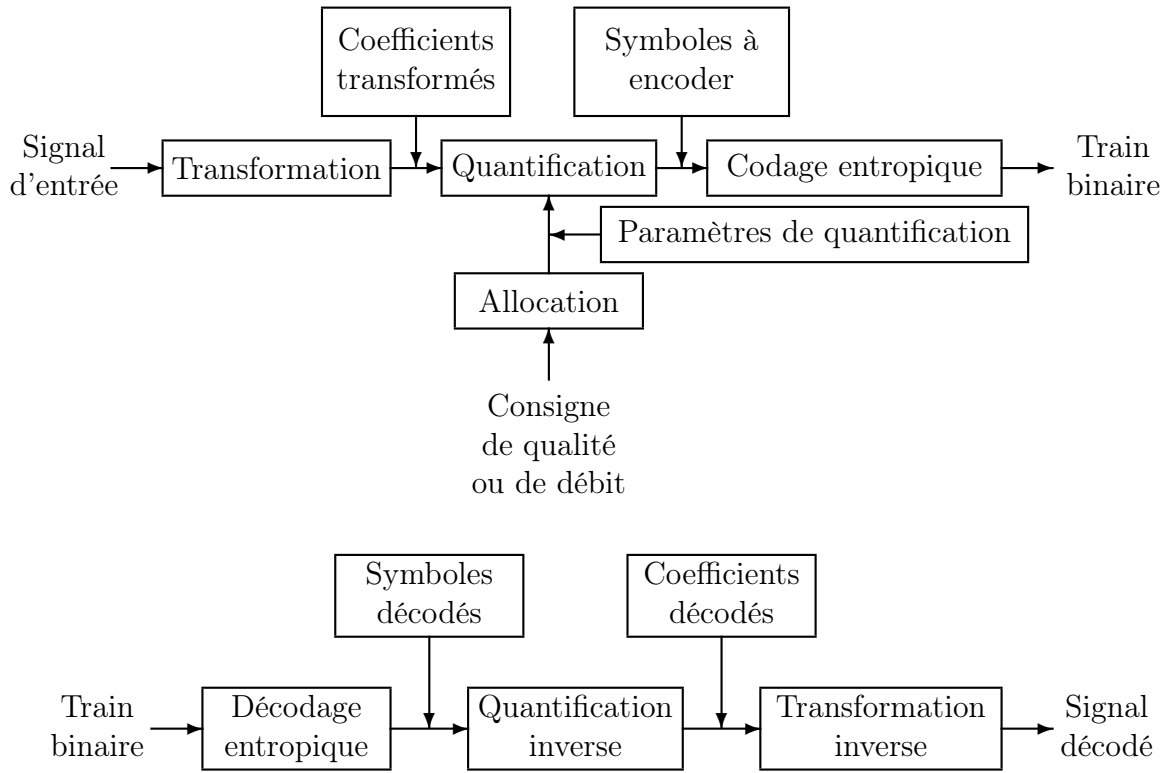 Coefficients
transformés
Symboles à
encoder
Signal
d'entrée
Transformation
Quantification
Codage entropique
Train
binaire
Paramètres de quantification
Allocation
Consigne
de qualité
ou de débit
Symboles
décodés
Coefficients
décodés
Train
binaire
Décodage
entropique
Quantification
inverse
Transformation
inverse
Signal
décodé